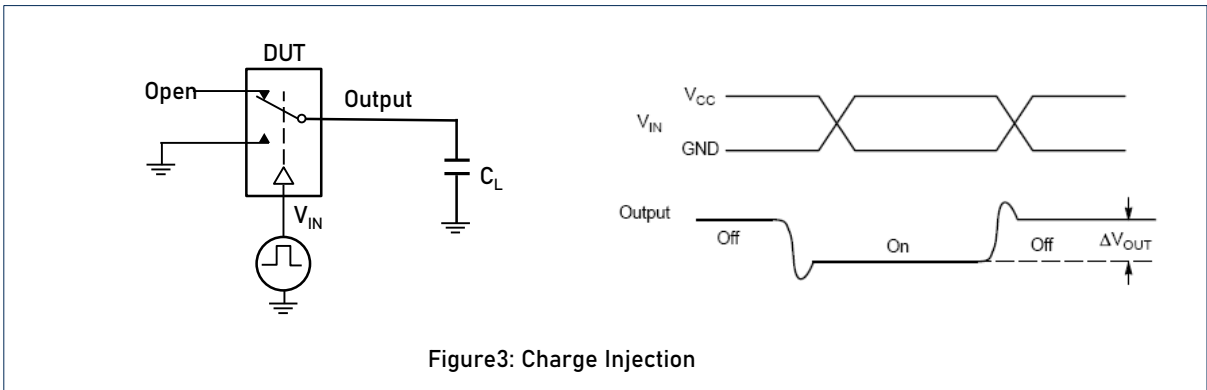 DUT
Open
Output
C_L
V_IN
V_CC
V_IN
GND
Output
Off
On
Off
ΔV_OUT
Figure3: Charge Injection